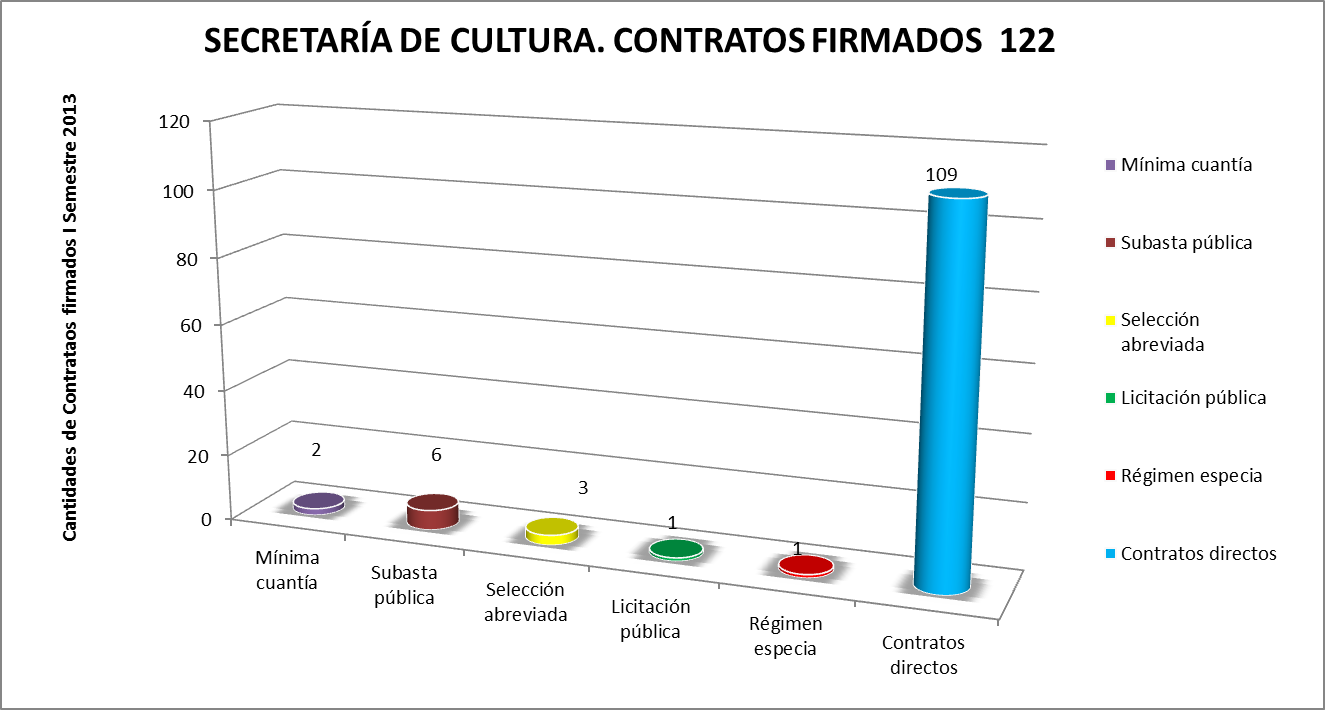 SECRETARÍA DE CULTURA. CONTRATOS FIRMADOS 122
Cantidades de Contrataos firmados I Semestre 2013
120
100
80
60
40
20
0
2
6
3
1
1
109
Mínima
cuantía
Subasta
pública
Selección
abreviada
Licitación
pública
Régimen
especia
Contratos
directos
Mínima cuantía
Subasta pública
Selección
abreviada
Licitación pública
Régimen especia
Contratos directos